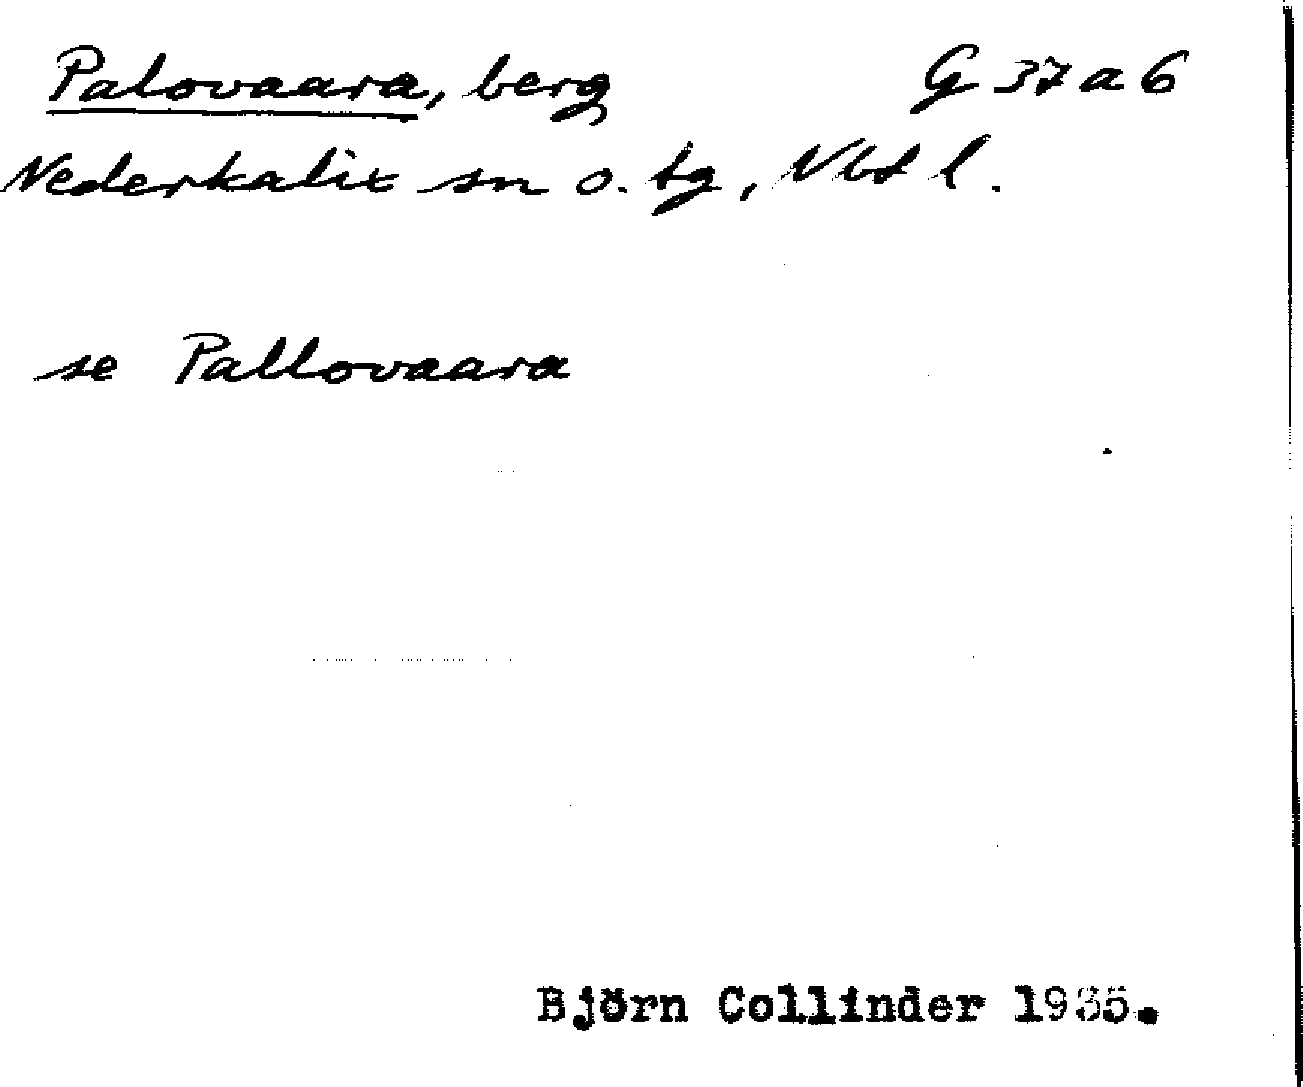 Palovaara, berg G 37 a 6
Nederkalix sn o. tg, Nbt l.
se Pallovaara
Björn Collinder 1935.